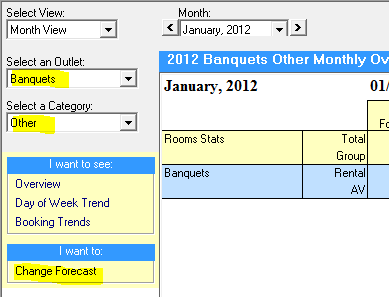 Select View:
Month View
Month:
< January, 2012 >
Select an Outlet:
Banquets
Select a Category:
Other
I want to see:
Overview
Day of Week Trend
Booking Trends
I want to:
Change Forecast
2012 Banquets Other Monthly Ov
January, 2012 01/
Fo
Rooms Stats Total
Group
Banquets Rental
AV